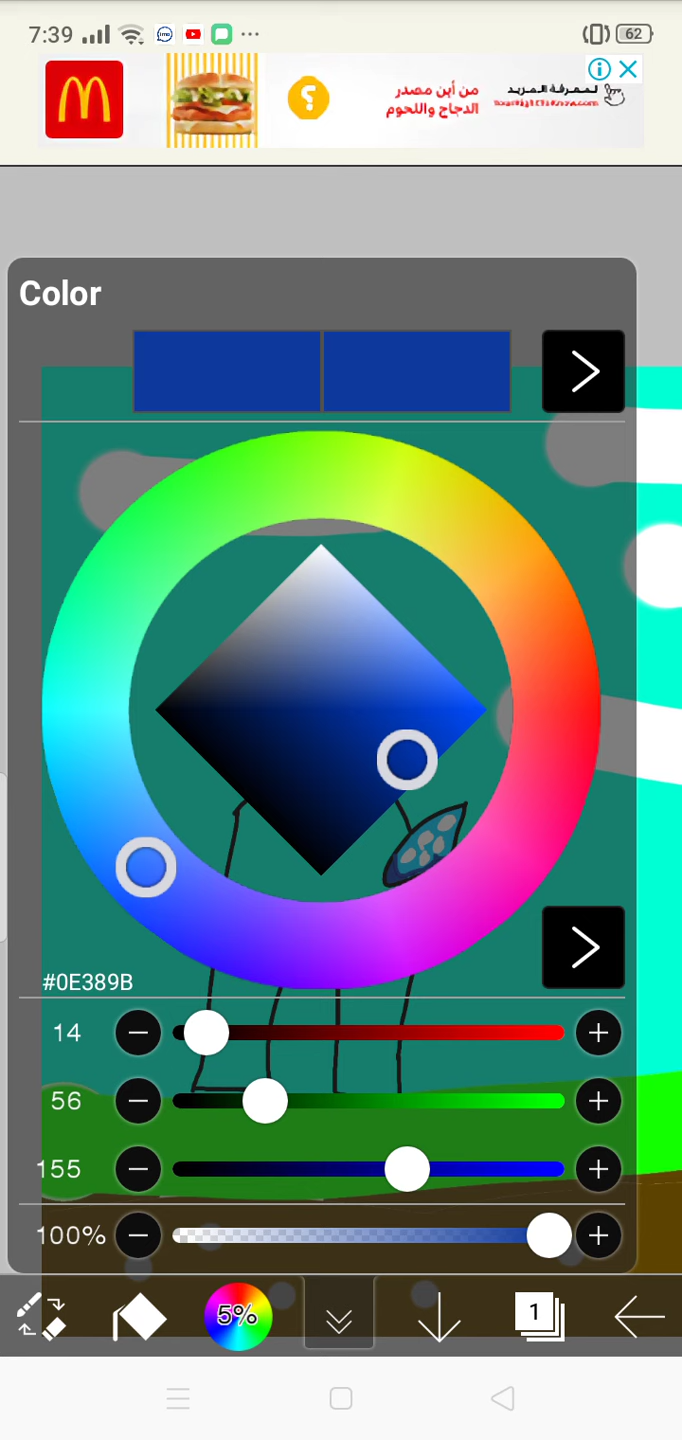 7:39
62
من أين مصدر
الدجاج واللحوم
لمعرفة المزيد
Color
#0E389B
14
56
155
100%
5%
1